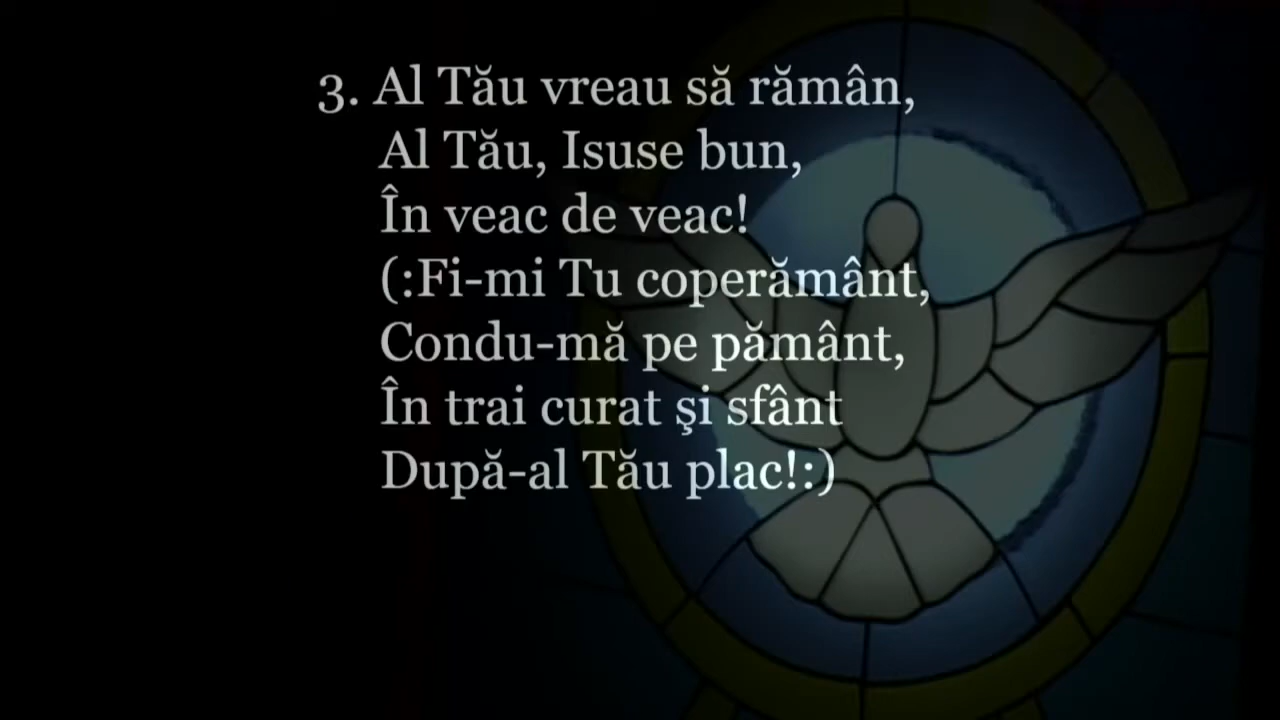 3. Al Tău vreau să rămân,
Al Tău, Isuse bun,
În veac de veac!
(:Fi-mi Tu coperământ,
Condu-mă pe pământ,
În trai curat şi sfânt
După-al Tău plac!:)